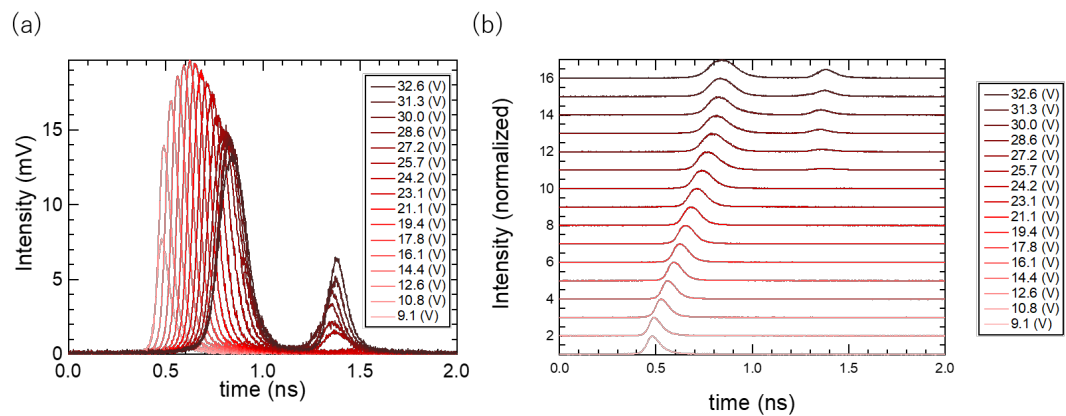 (a)
(b)
Intensity (mV)
15
10
5
0
0.0 0.5 1.0 1.5 2.0
time (ns)
32.6 (V)
31.3 (V)
30.0 (V)
28.6 (V)
27.2 (V)
25.7 (V)
24.2 (V)
23.1 (V)
21.1 (V)
19.4 (V)
17.8 (V)
16.1 (V)
14.4 (V)
12.6 (V)
10.8 (V)
9.1 (V)
Intensity (normalized)
16
14
12
10
8
6
4
2
0.0 0.5 1.0 1.5 2.0
time (ns)
32.6 (V)
31.3 (V)
30.0 (V)
28.6 (V)
27.2 (V)
25.7 (V)
24.2 (V)
23.1 (V)
21.1 (V)
19.4 (V)
17.8 (V)
16.1 (V)
14.4 (V)
12.6 (V)
10.8 (V)
9.1 (V)